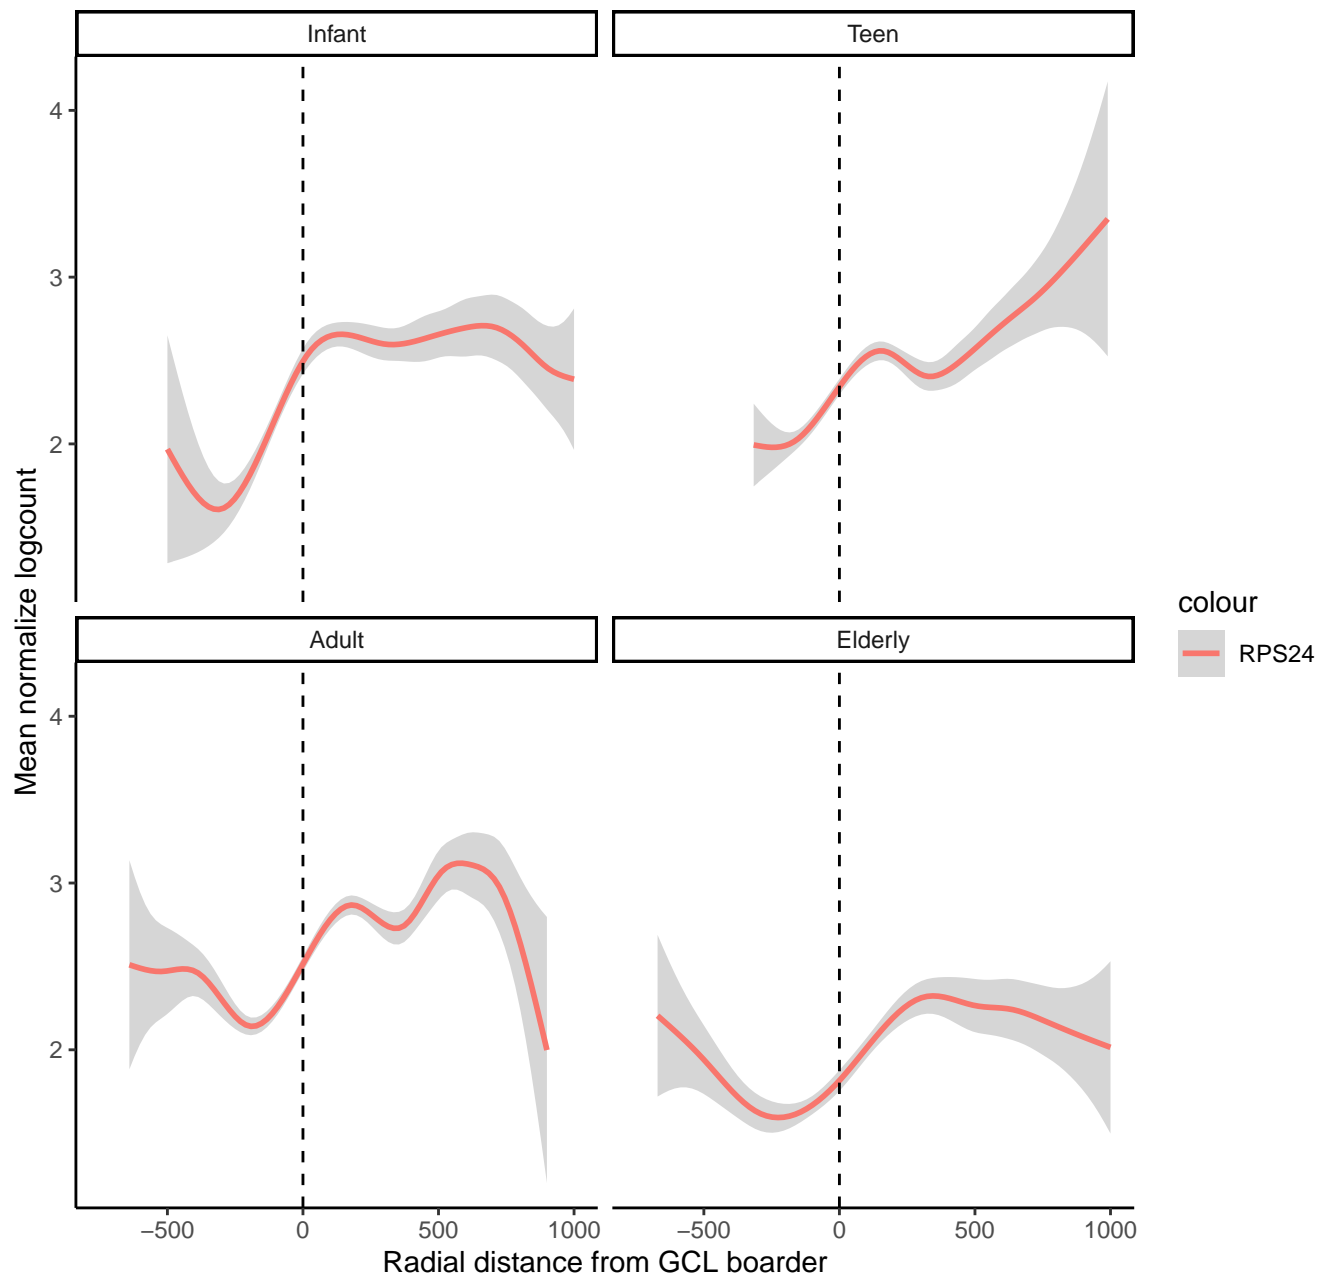 Infant
Teen
4
3
2
Mean normalize logcount
Adult
Elderly
4
3
2
−500
0
500
1000
−500
0
500
1000
Radial distance from GCL boarder
colour
RPS24